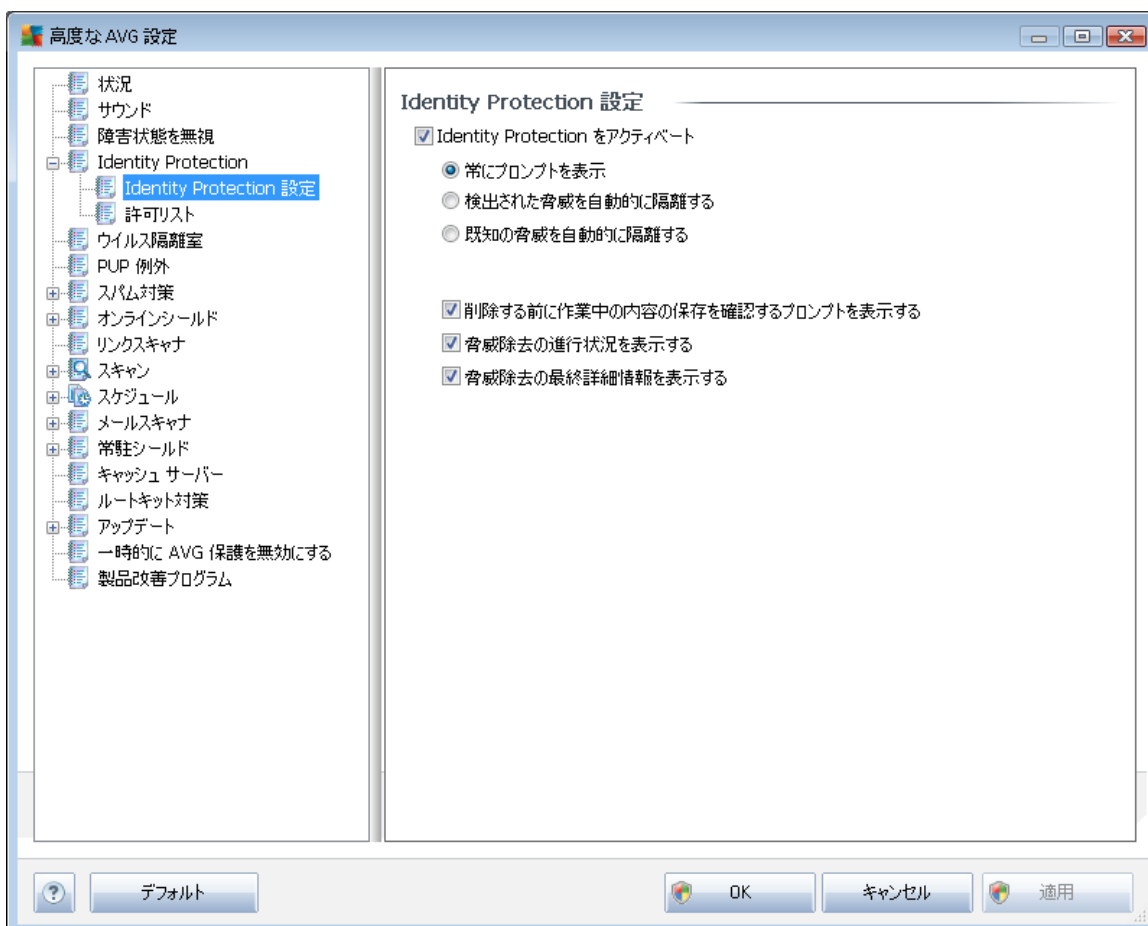 高度な AVG 設定
状況
サウンド
障害状態を無視
Identity Protection
Identity Protection 設定
許可リスト
ウイルス隔離室
PUP 例外
スパム対策
オンラインシールド
リンクスキャナ
スキャン
スケジュール
メールスキャナ
常駐シールド
キャッシュ サーバー
ルートキット対策
アップデート
一時的に AVG 保護を無効にする
製品改善プログラム
Identity Protection 設定
Identity Protection をアクティベート
常にプロンプトを表示
検出された脅威を自動的に隔離する
既知の脅威を自動的に隔離する
削除する前に作業中の内容の保存を確認するプロンプトを表示する
脅威除去の進行状況を表示する
脅威除去の最終詳細情報を表示する
?
デフォルト
OK
キャンセル
適用